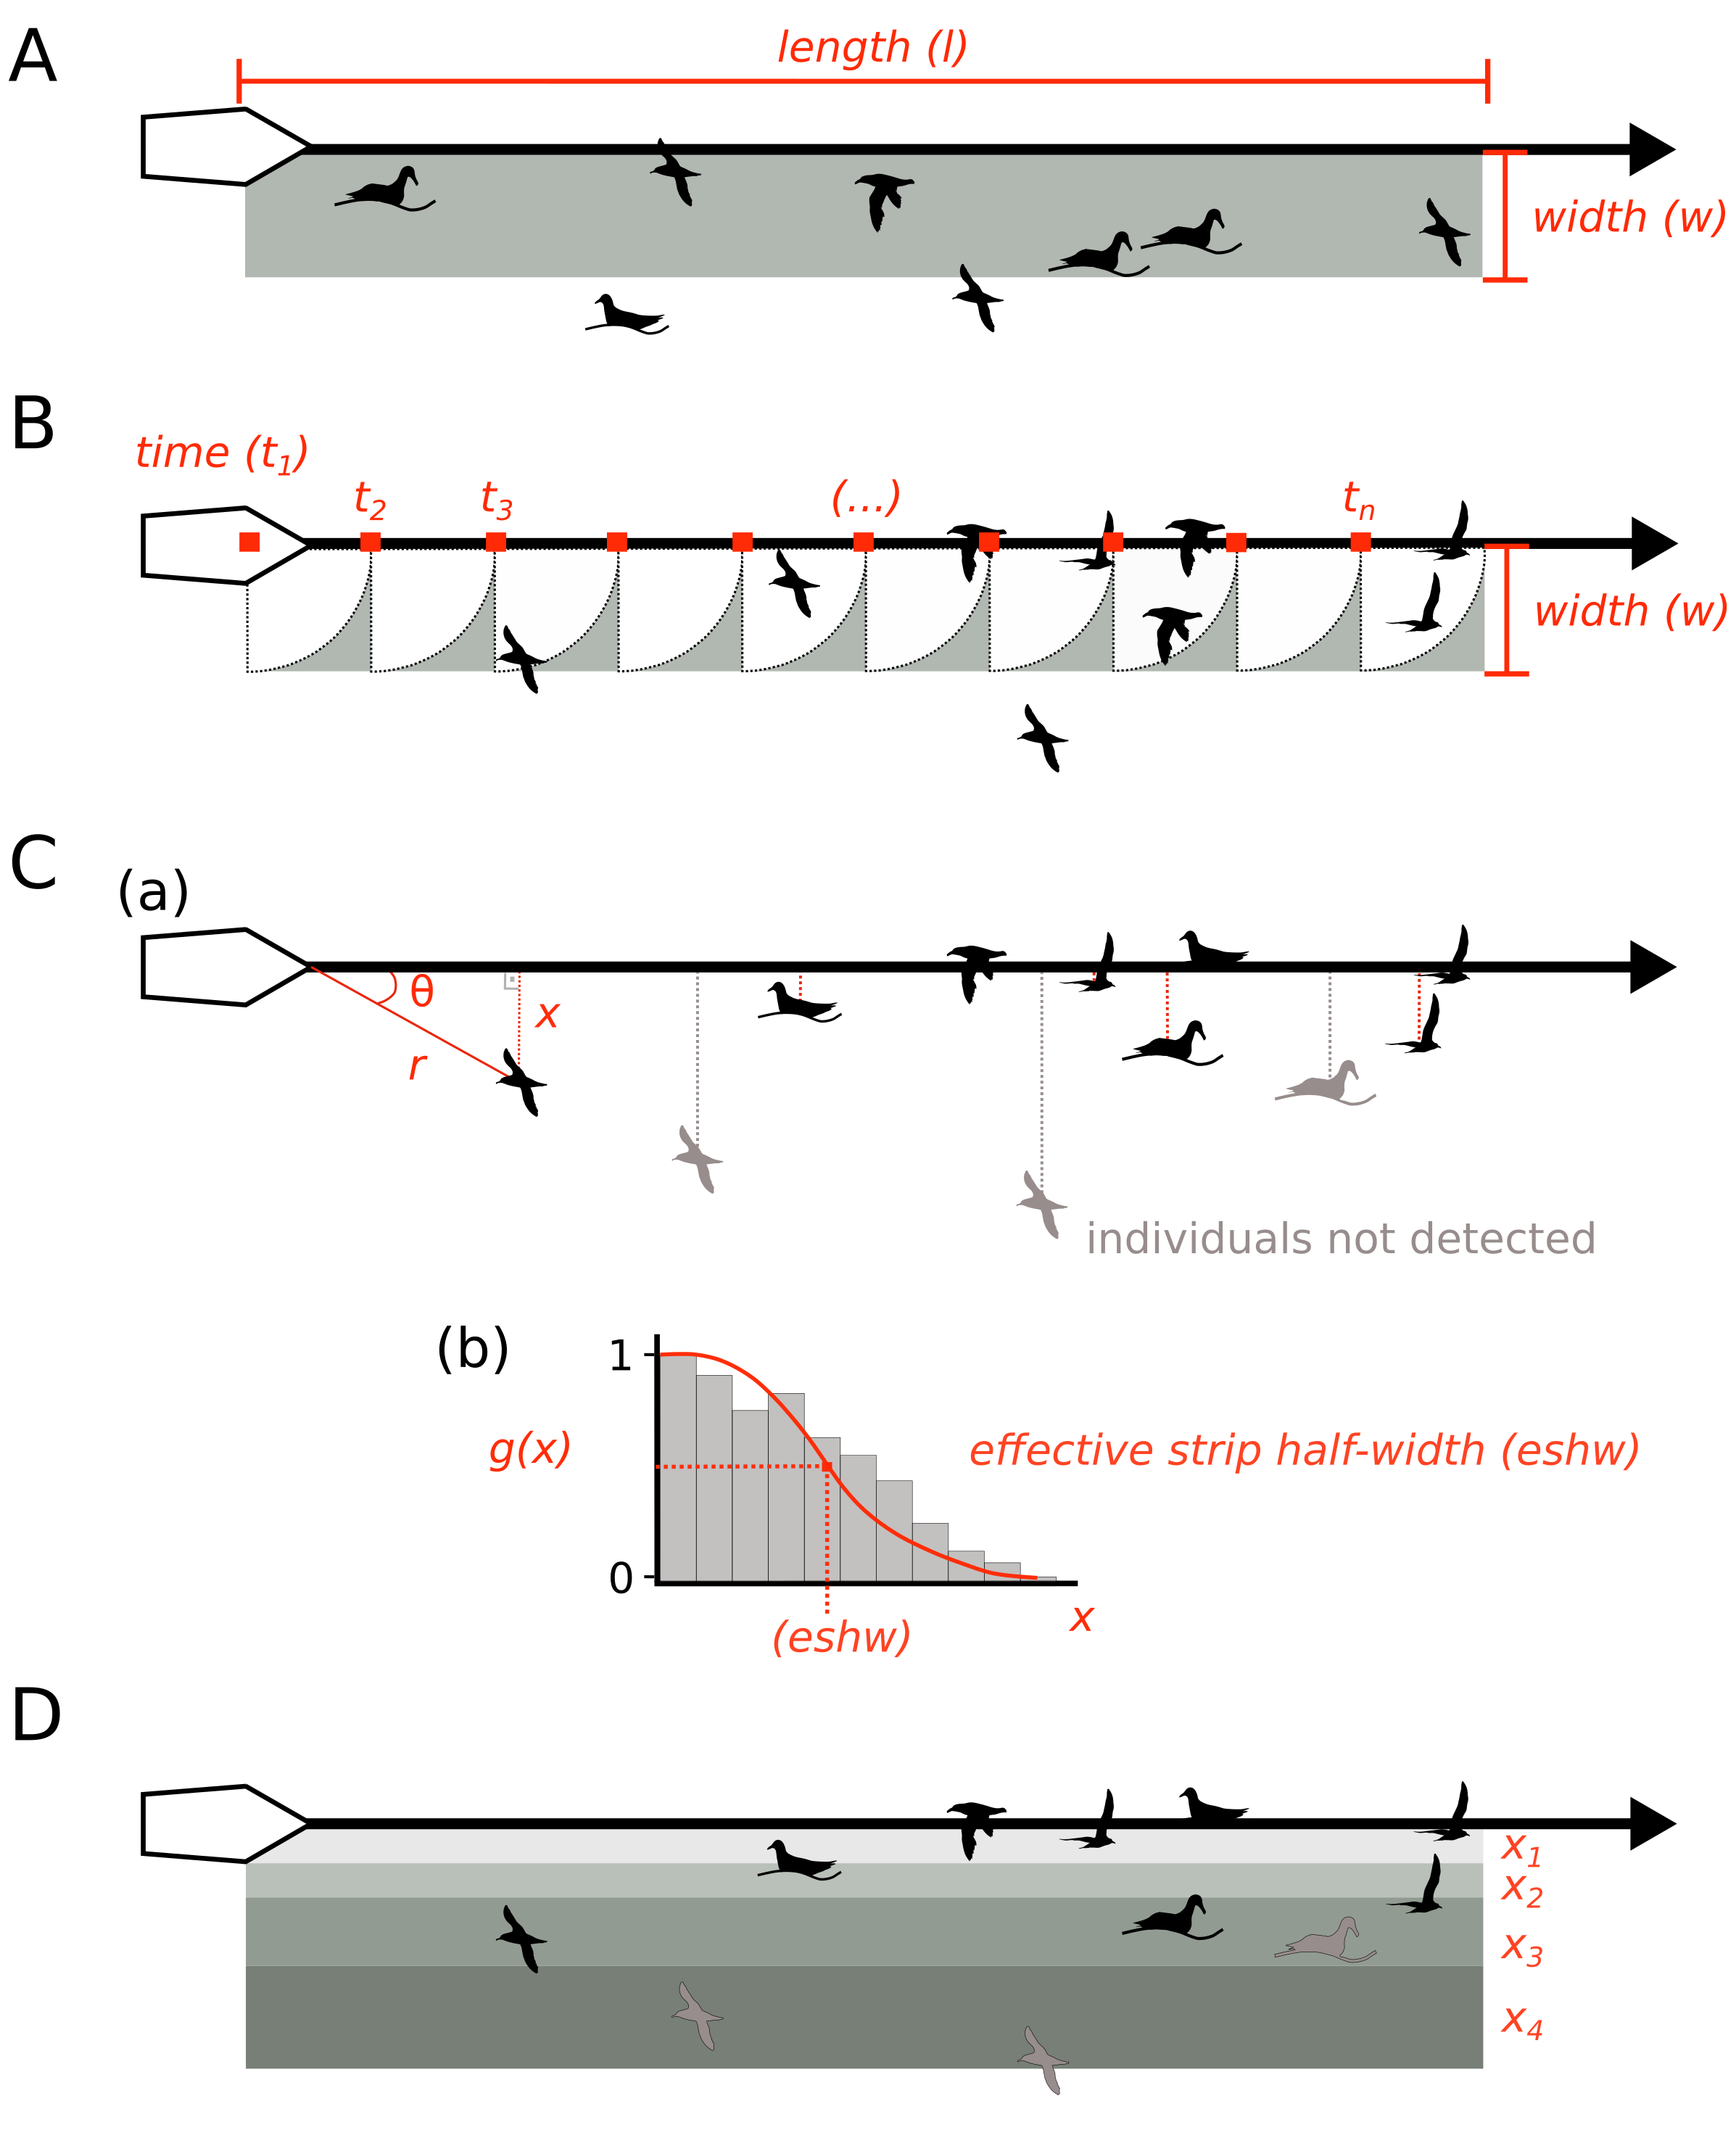 A
length (l)
width (w)
B
time (t1)
t2
t3
(...)
tn
width (w)
C
(a)
θ
x
r
individuals not detected
(b)
1
g(x)
effective strip half-width (eshw)
0
x
(eshw)
D
x1
x2
x3
x4